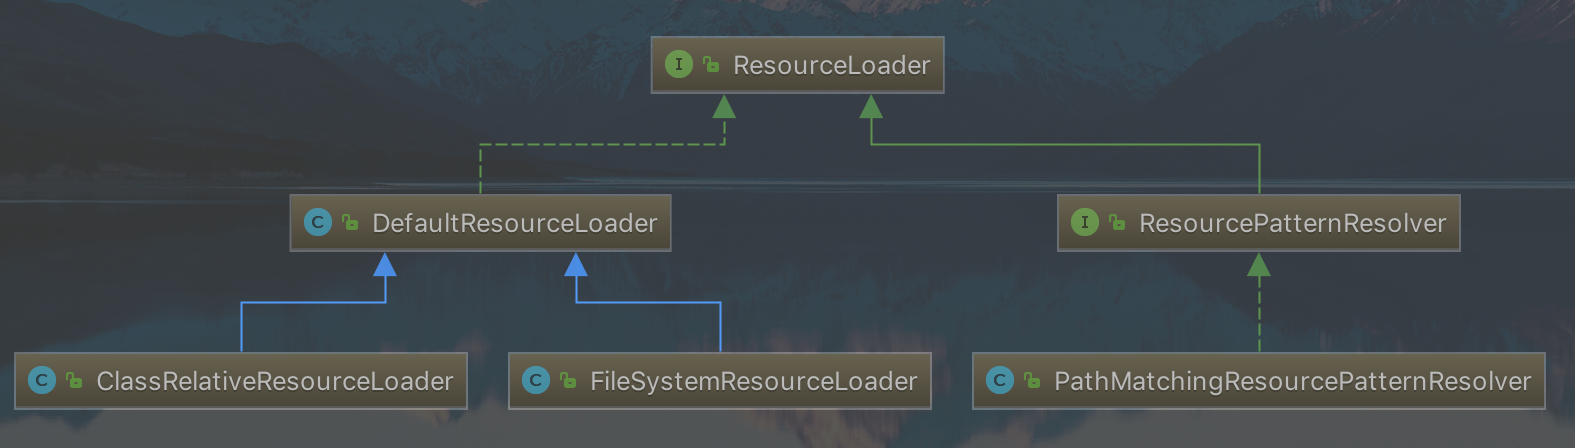 I ResourceLoader
C DefaultResourceLoader
I ResourcePatternResolver
C ClassRelativeResourceLoader
C FileSystemResourceLoader
C PathMatchingResourcePatternResolver